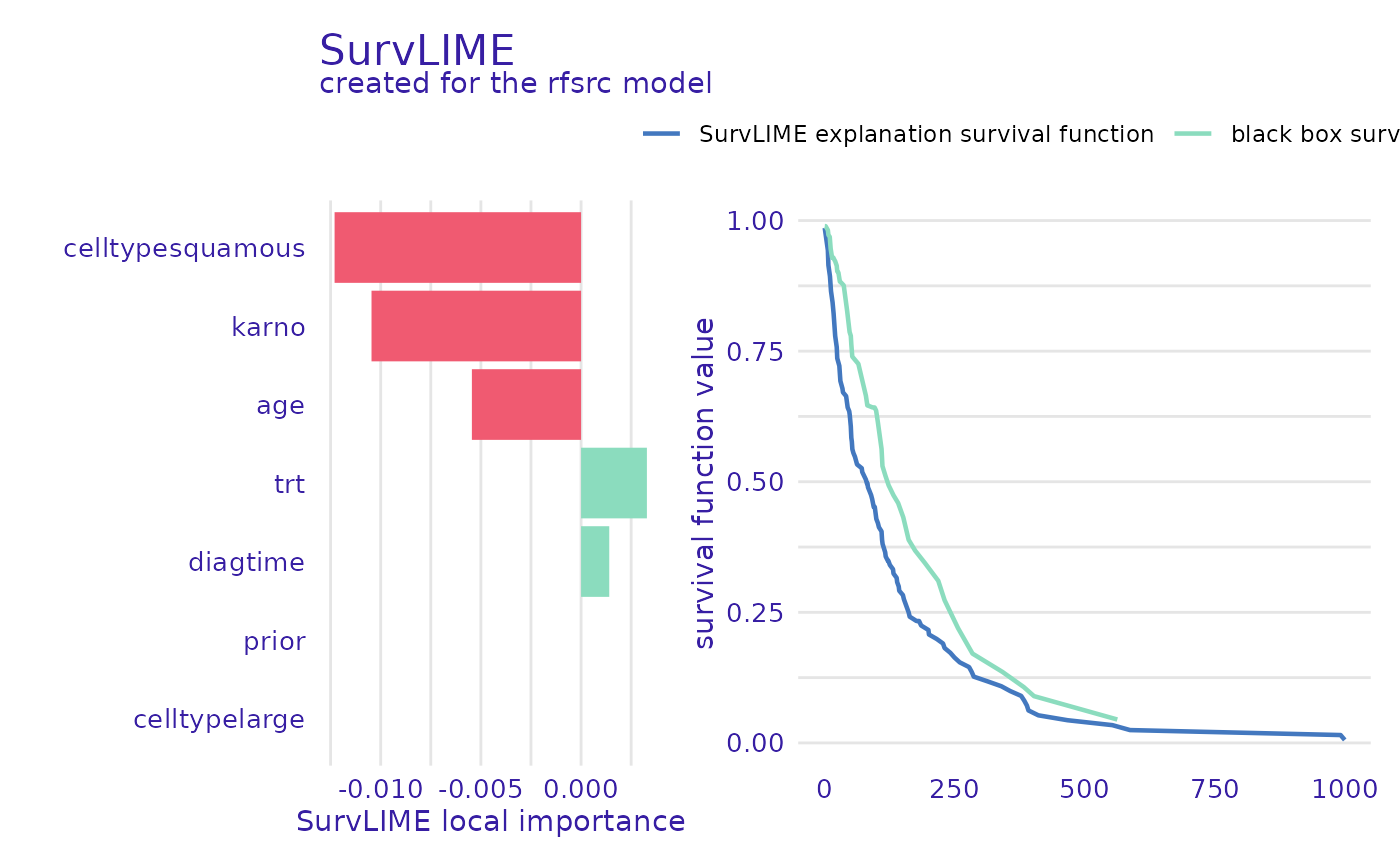 SurvLIME
created for the rfsrc model
SurvLIME explanation survival function
black box surv
celltypesquamous
karno
age
trt
diagtime
prior
celltypelarge
-0.010 -0.005 0.000
SurvLIME local importance
survival function value
1.00
0.75
0.50
0.25
0.00
0 250 500 750 1000